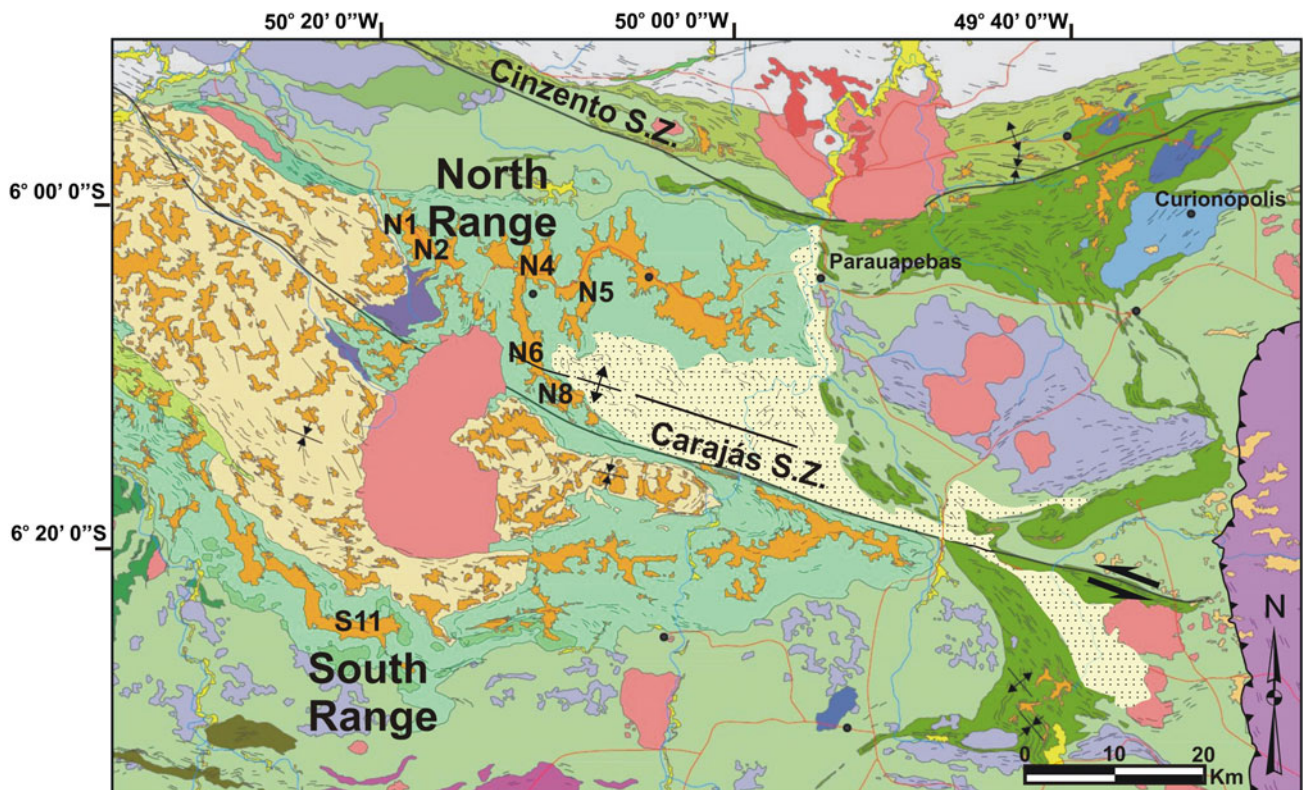 50° 20' 0''W
50° 00' 0''W
49° 40' 0''W
Cinzento S.Z.
6° 00' 0''S
North
Range
N1
N2
N4
N5
N6
N8
Curionópolis
Parauapebas
Carajás S.Z.
6° 20' 0''S
S11
South
Range
N
0 10 20
Km